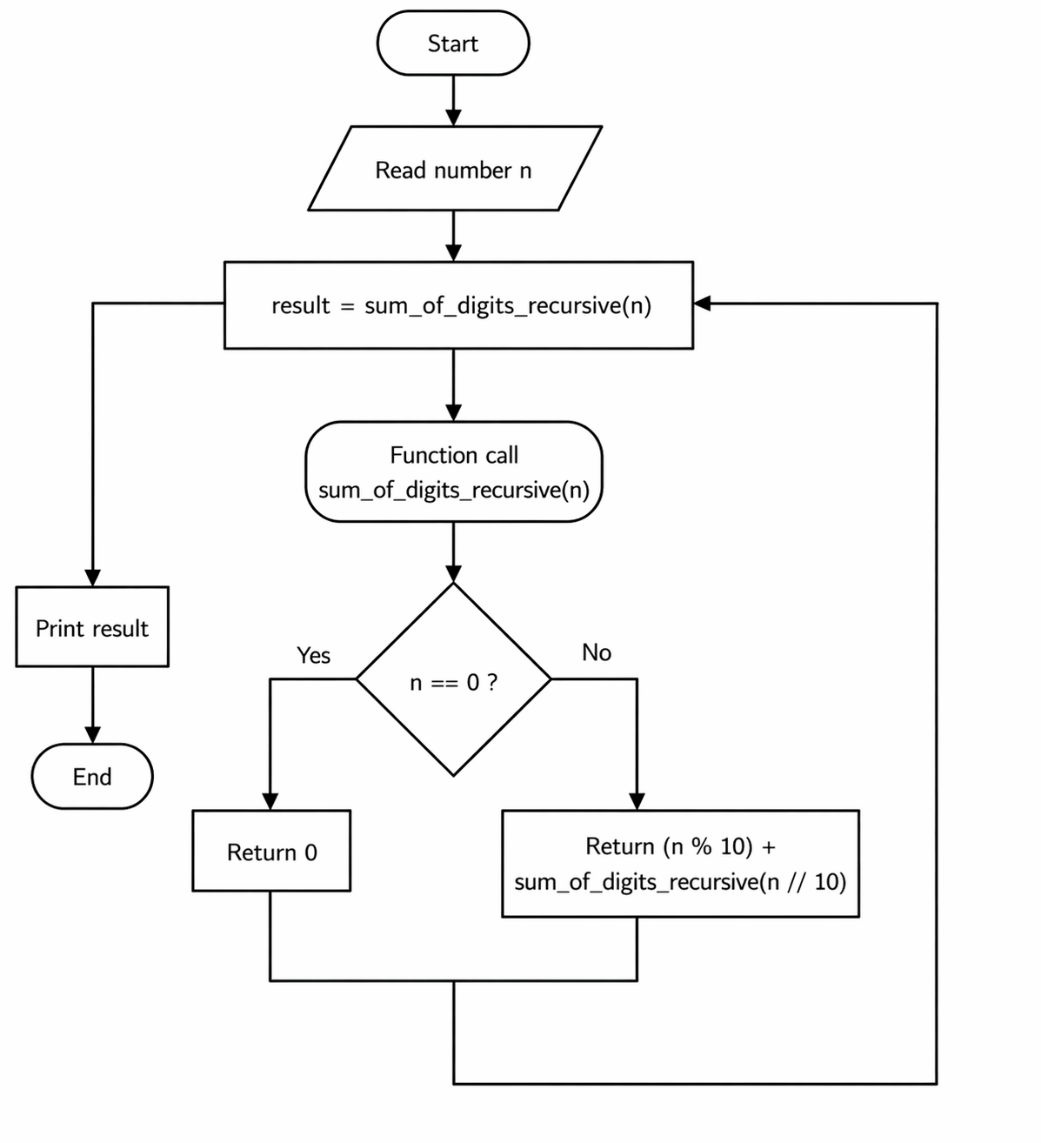 Start
Read number n
result = sum_of_digits_recursive(n)
Function call
sum_of_digits_recursive(n)
Print result
Yes
No
n == 0 ?
End
Return 0
Return (n % 10) +
sum_of_digits_recursive(n // 10)